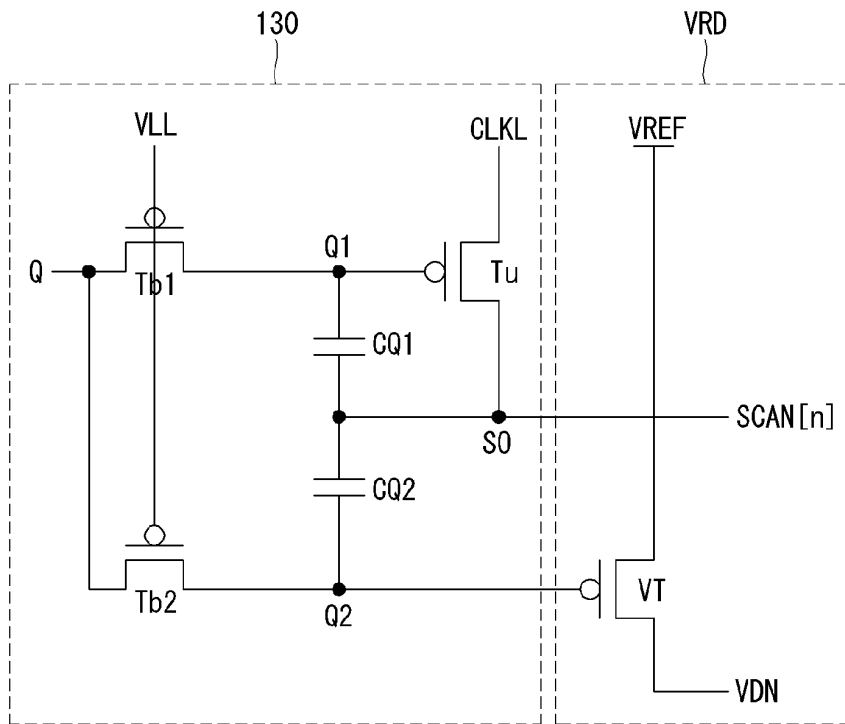 130
VRD
VLL
CLKL
VREF
Q
Tb1
Q1
Tu
CQ1
SO
SCAN[n]
CQ2
Tb2
Q2
VT
VDN